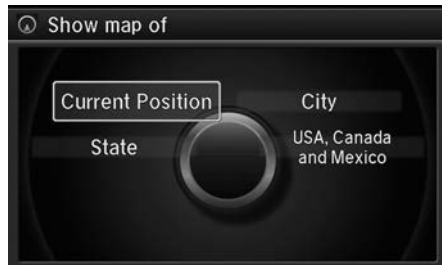 Show map of
Current Position
City
State
USA, Canada
and Mexico